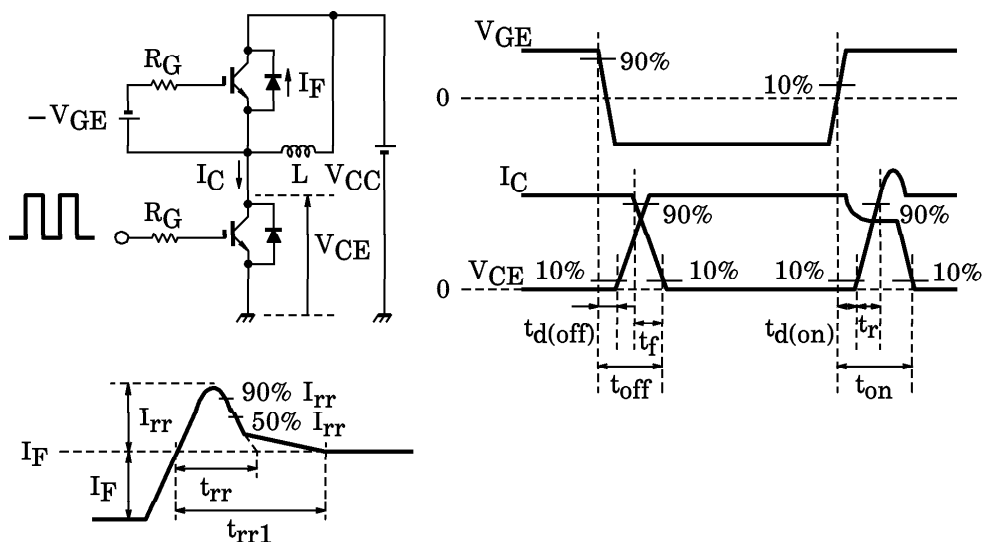 R_G
I_F
−V_GE
I_C
L
V_CC
R_G
V_CE
V_GE
90%
10%
0
I_C
90%
90%
V_CE
10%
10%
10%
10%
0
t_d(off)
t_f
t_d(on)
t_r
t_off
t_on
90% I_rr
I_rr
50% I_rr
I_F
I_F
t_rr
t_rr1